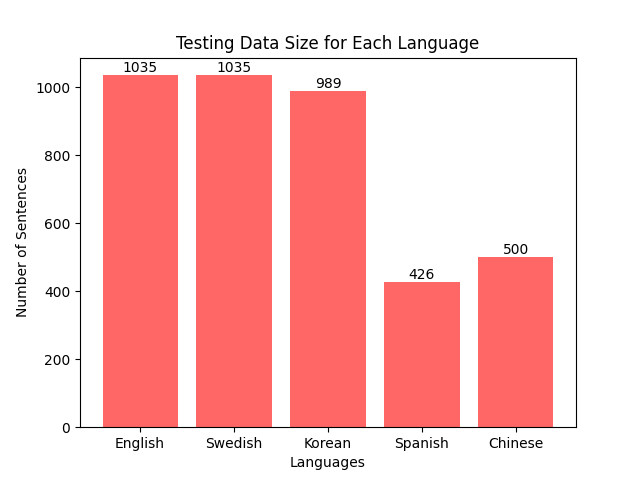 Testing Data Size for Each Language
1035
1035
989
426
500
1000
800
600
400
200
0
Number of Sentences
English
Swedish
Korean
Spanish
Chinese
Languages